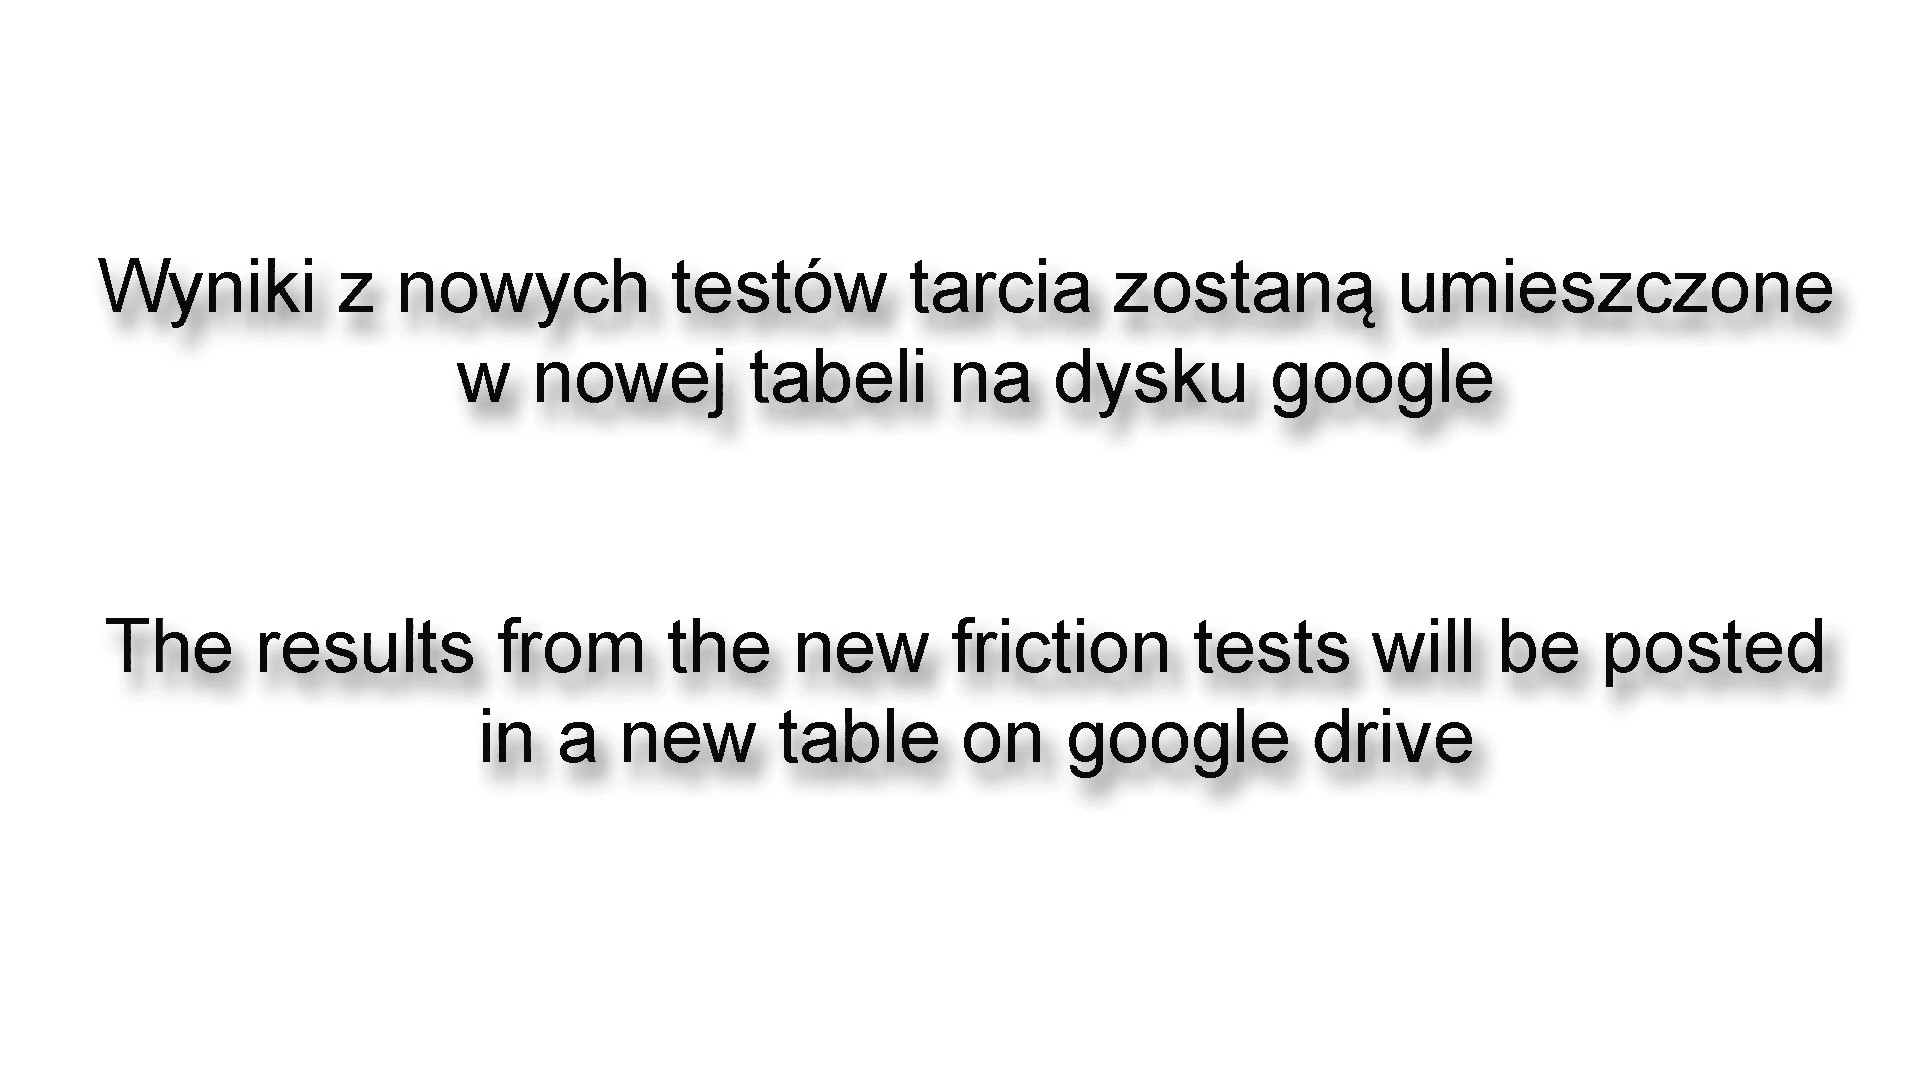 Wyniki z nowych testów tarcia zostaną umieszczone
w nowej tabeli na dysku google
The results from the new friction tests will be posted
in a new table on google drive